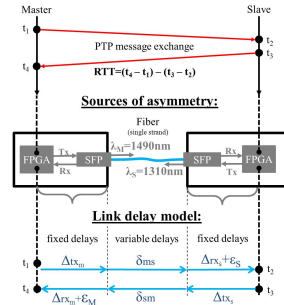 Master Slave
t₁
t₂
PTP message exchange
t₃
t₄
RTT=(t₄ – t₁) – (t₃ – t₂)
Sources of asymmetry:
Fiber
(single strand)
λM=1490nm
FPGA Tx Rx SFP SFP Rx Tx FPGA
λS=1310nm
Link delay model:
fixed delays variable delays fixed delays
t₁ Δtxₘ δms Δrxₛ+εS t₂
t₄ Δrxₘ+εM δsm Δtxₛ t₃